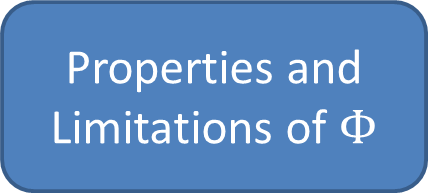 Properties and
Limitations of Φ